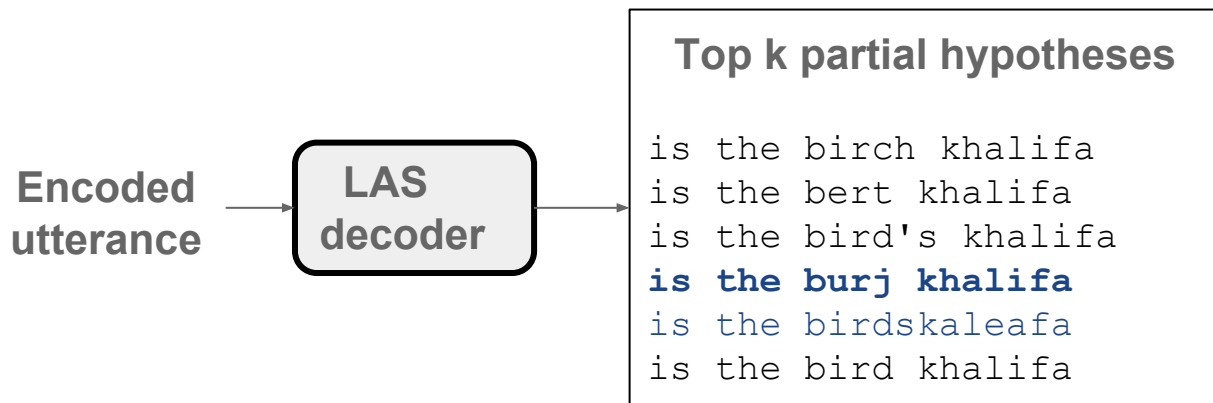 Encoded
utterance
LAS
decoder
Top k partial hypotheses
is the birch khalifa
is the bert khalifa
is the bird's khalifa
is the burj khalifa
is the birdskaleafa
is the bird khalifa